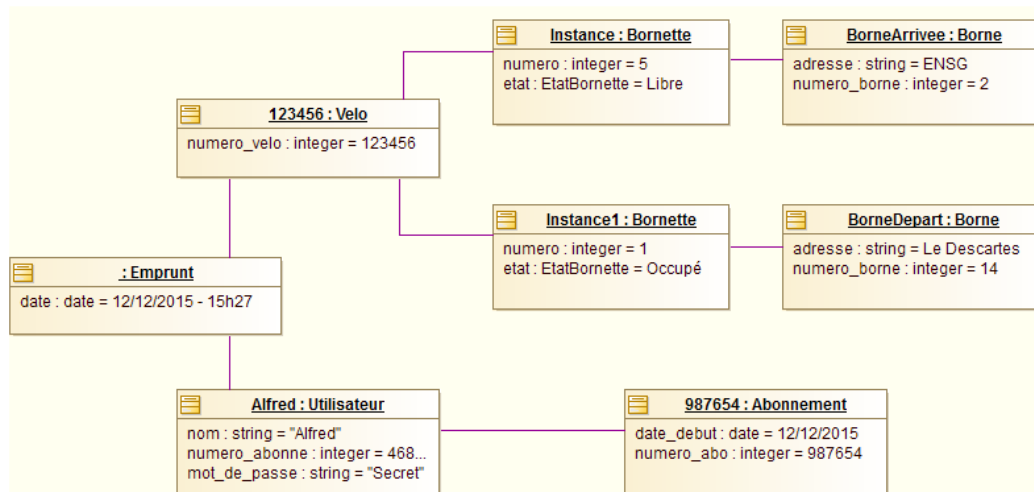 Instance : Bornette
numero : integer = 5
etat : EtatBornette = Libre
BorneArrivee : Borne
adresse : string = ENSG
numero_borne : integer = 2
123456 : Velo
numero_velo : integer = 123456
Instance1 : Bornette
numero : integer = 1
etat : EtatBornette = Occupé
BorneDepart : Borne
adresse : string = Le Descartes
numero_borne : integer = 14
: Emprunt
date : date = 12/12/2015 - 15h27
Alfred : Utilisateur
nom : string = "Alfred"
numero_abonne : integer = 468...
mot_de_passe : string = "Secret"
987654 : Abonnement
date_debut : date = 12/12/2015
numero_abo : integer = 987654